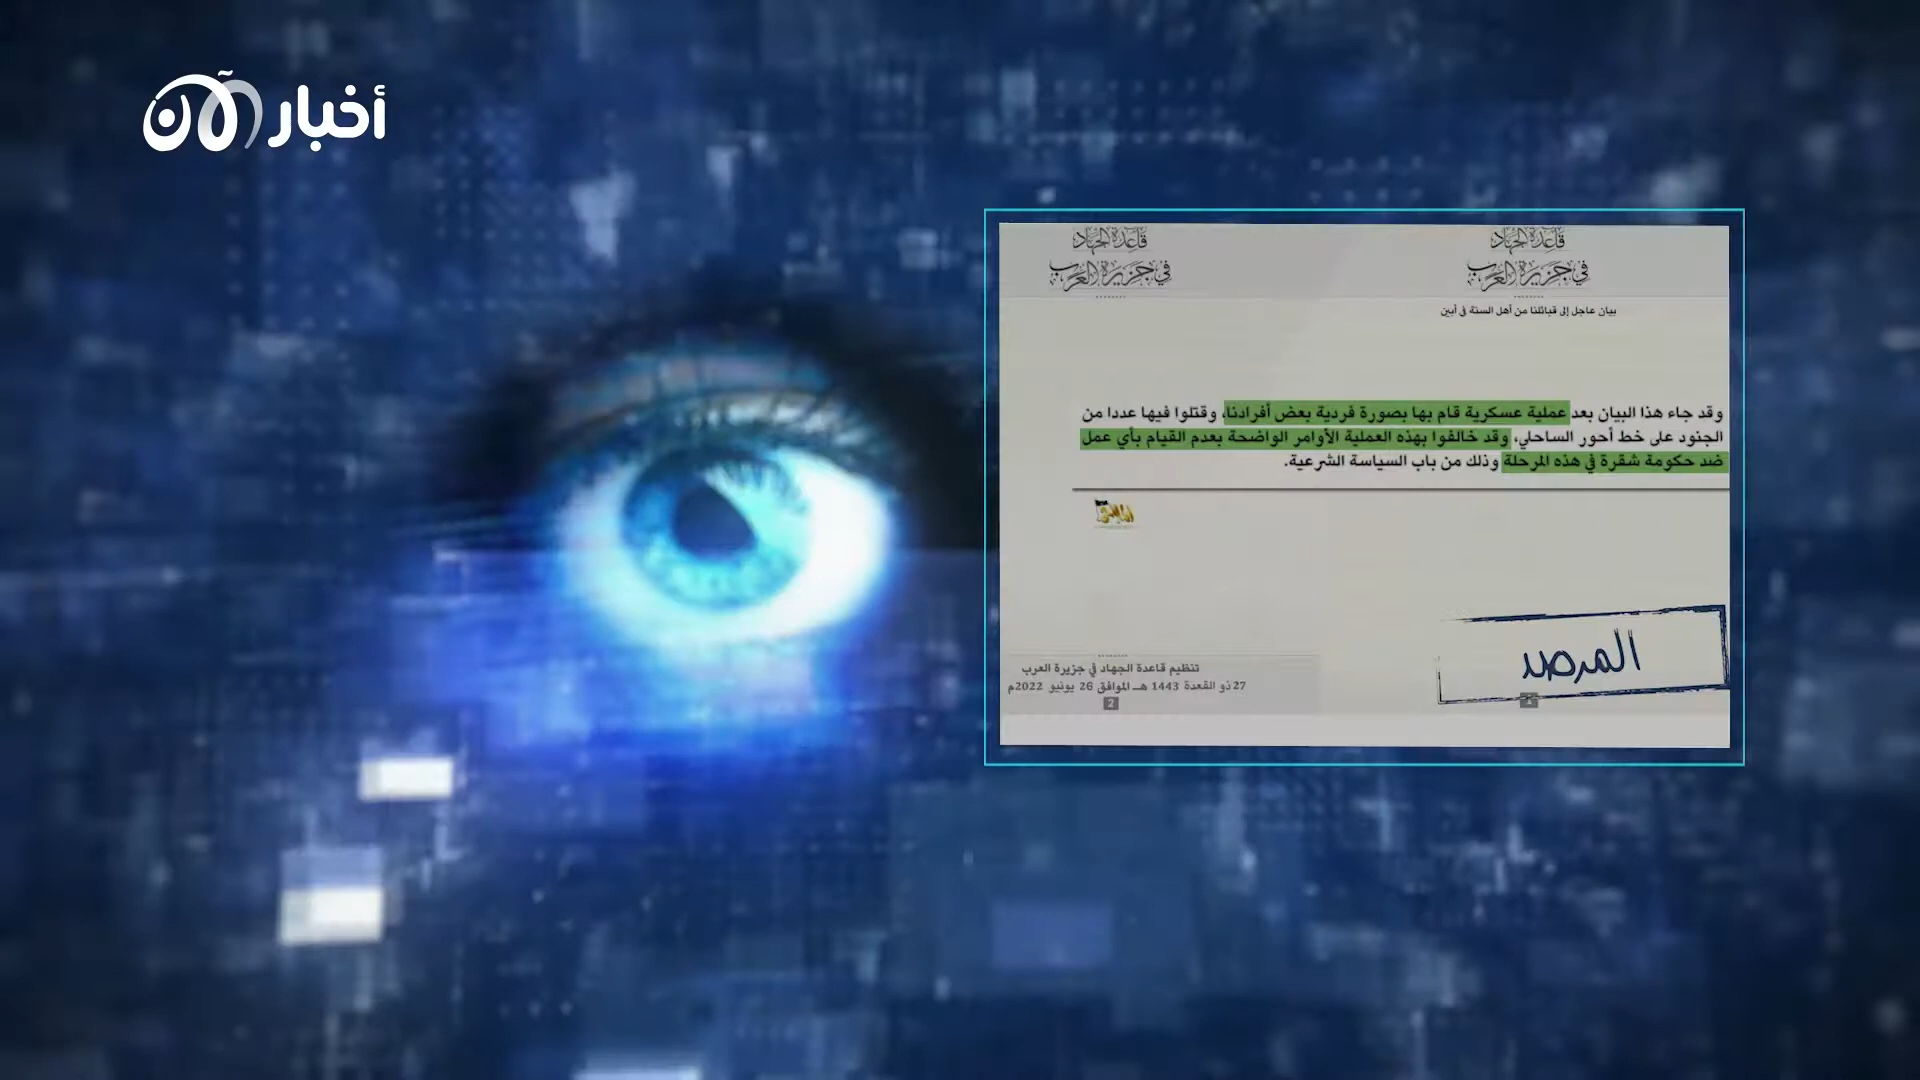 أخبار الآن
قاعدة الجهاد
في جزيرة العرب
قاعدة الجهاد
في جزيرة العرب
بيان عاجل إلى قبائلنا من أهل السنة في أبين
وقد جاء هذا البيان بعد عملية عسكرية قام بها بصورة فردية بعض أفرادنا، وقتلوا فيها عددا من
الجنود على خط أحور الساحلي، وقد خالفوا بهذه العملية الأوامر الواضحة بعدم القيام بأي عمل
ضد حكومة شقرة في هذه المرحلة وذلك من باب السياسة الشرعية.
المرصد
تنظيم قاعدة الجهاد في جزيرة العرب
27 ذو القعدة 1443 هـ الموافق 26 يونيو 2022م
2